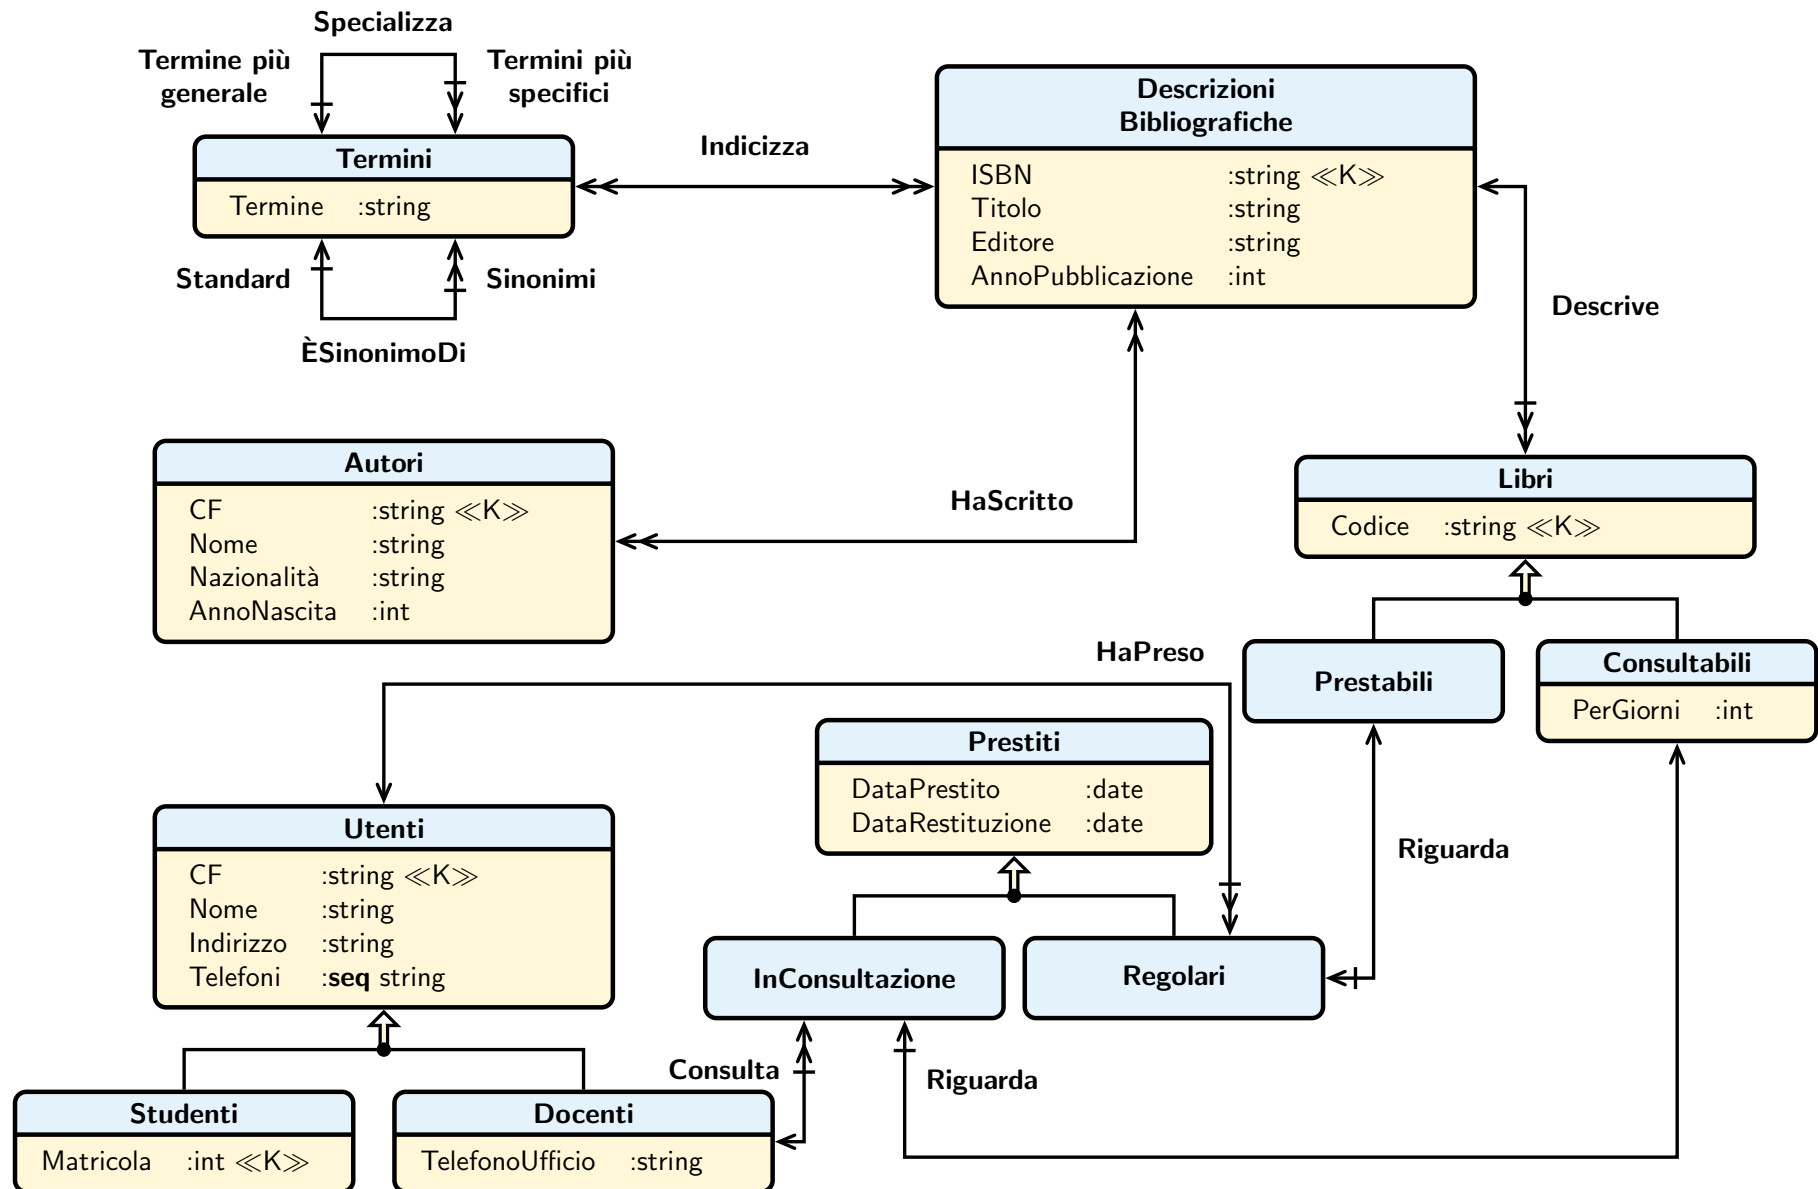 Specializza
Termine più
generale
Termini più
specifici
Termini
Termine :string
Standard
Sinonimi
ÈSinonimoDi
Indicizza
Descrizioni
Bibliografiche
ISBN :string ≪K≫
Titolo :string
Editore :string
AnnoPubblicazione :int
Descrive
Autori
CF :string ≪K≫
Nome :string
Nazionalità :string
AnnoNascita :int
HaScritto
Libri
Codice :string ≪K≫
HaPreso
Prestabili
Consultabili
PerGiorni :int
Prestiti
DataPrestito :date
DataRestituzione :date
Utenti
CF :string ≪K≫
Nome :string
Indirizzo :string
Telefoni :seq string
Riguarda
InConsultazione
Regolari
Consulta
Riguarda
Studenti
Matricola :int ≪K≫
Docenti
TelefonoUfficio :string